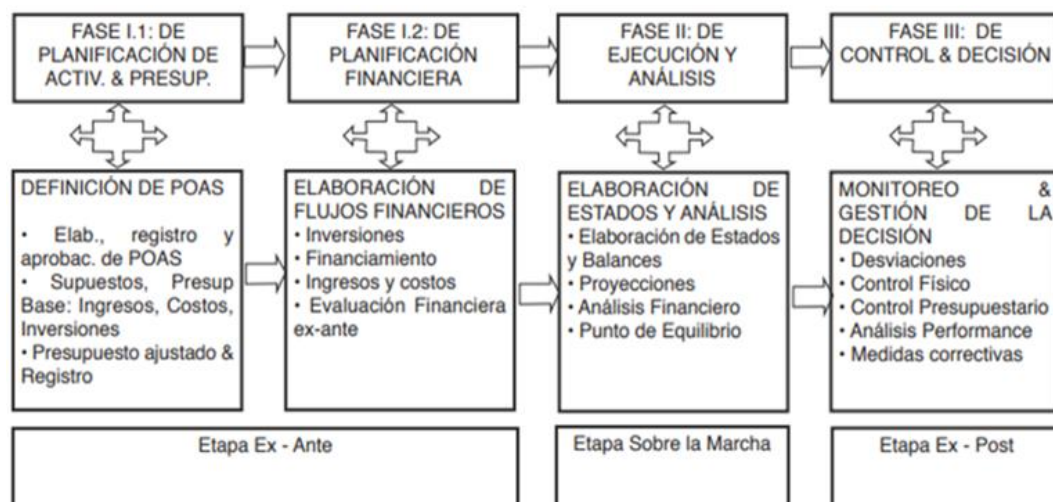 FASE I.1: DE
PLANIFICACIÓN DE
ACTIV. & PRESUP.
FASE I.2: DE
PLANIFICACIÓN
FINANCIERA
FASE II: DE
EJECUCIÓN Y
ANÁLISIS
FASE III: DE
CONTROL & DECISIÓN
DEFINICIÓN DE POAS
• Elab., registro y
aprobac. de POAS
• Supuestos, Presup
Base: Ingresos, Costos,
Inversiones
• Presupuesto ajustado &
Registro
ELABORACIÓN DE
FLUJOS FINANCIEROS
• Inversiones
• Financiamiento
• Ingresos y costos
• Evaluación Financiera
ex-ante
ELABORACIÓN DE
ESTADOS Y ANÁLISIS
• Elaboración de Estados
y Balances
• Proyecciones
• Análisis Financiero
• Punto de Equilibrio
MONITOREO &
GESTIÓN DE LA
DECISIÓN
• Desviaciones
• Control Físico
• Control Presupuestario
• Análisis Performance
• Medidas correctivas
Etapa Ex - Ante
Etapa Sobre la Marcha
Etapa Ex - Post